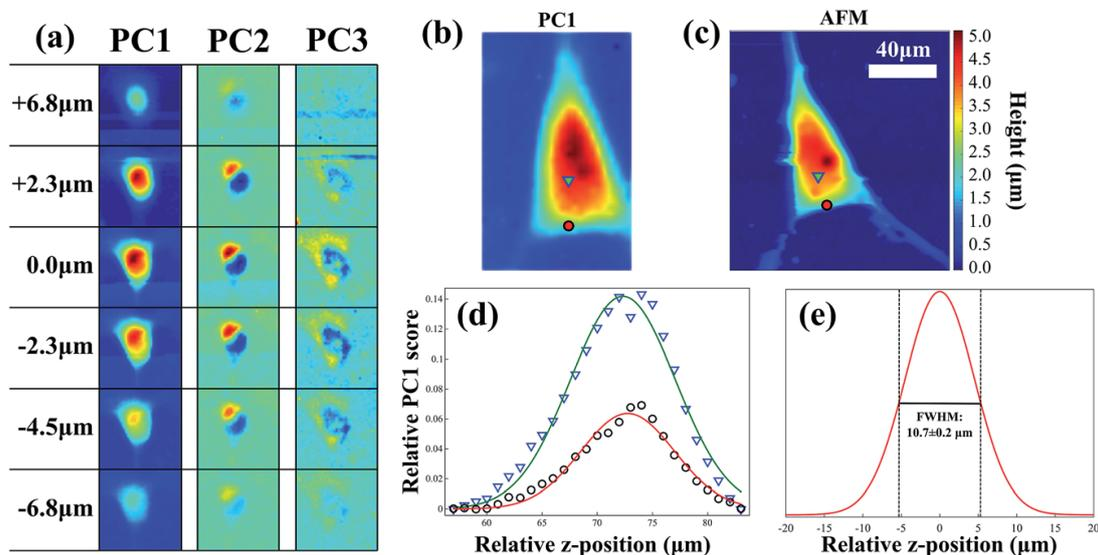 (a) PC1 PC2 PC3
+6.8μm
+2.3μm
0.0μm
-2.3μm
-4.5μm
-6.8μm
(b) PC1
(c) AFM
40μm
5.0
4.5
4.0
3.5
3.0
2.5
2.0
1.5
1.0
0.5
0.0
Height (μm)
(d)
Relative PC1 score
0.14
0.12
0.1
0.08
0.06
0.04
0.02
0
60 65 70 75 80
Relative z-position (μm)
(e)
FWHM:
10.7±0.2 μm
-20 -15 -10 -5 0 5 10 15 20
Relative z-position (μm)